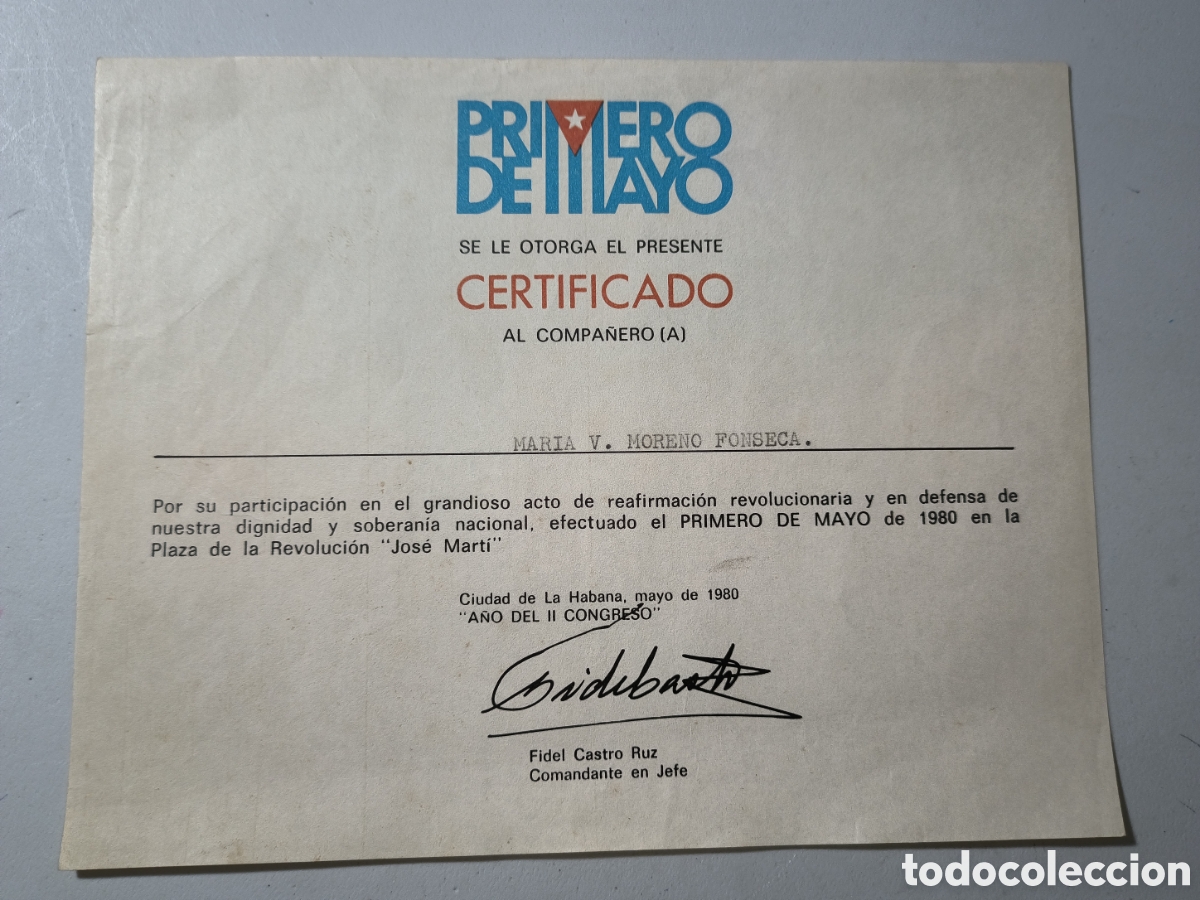 PRIMERO
DE MAYO
SE LE OTORGA EL PRESENTE
CERTIFICADO
AL COMPAÑERO (A)
MARIA V. MORENO FONSECA.
Por su participación en el grandioso acto de reafirmación revolucionaria y en defensa de
nuestra dignidad y soberanía nacional, efectuado el PRIMERO DE MAYO de 1980 en la
Plaza de la Revolución "José Martí"
Ciudad de La Habana, mayo de 1980
"AÑO DEL II CONGRESO"
Fidel Castro
Fidel Castro Ruz
Comandante en Jefe
todocoleccion